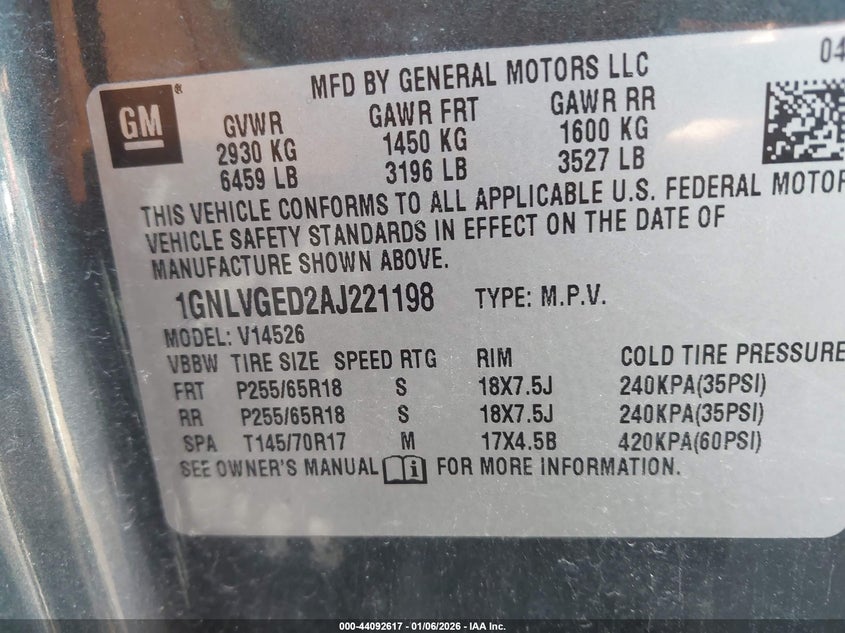 MFD BY GENERAL MOTORS LLC
04
GM
GVWR GAWR FRT GAWR RR
2930 KG 1450 KG 1600 KG
6459 LB 3196 LB 3527 LB
THIS VEHICLE CONFORMS TO ALL APPLICABLE U.S. FEDERAL MOTOR
VEHICLE SAFETY STANDARDS IN EFFECT ON THE DATE OF
MANUFACTURE SHOWN ABOVE.
1GNLVGED2AJ221198 TYPE: M.P.V.
MODEL: V14526
VBBW TIRE SIZE SPEED RTG RIM COLD TIRE PRESSURE
FRT P255/65R18 S 18X7.5J 240KPA(35PSI)
RR P255/65R18 S 18X7.5J 240KPA(35PSI)
SPA T145/70R17 M 17X4.5B 420KPA(60PSI)
SEE OWNER'S MANUAL FOR MORE INFORMATION.
000-44092617 - 01/06/2026 - IAA Inc.